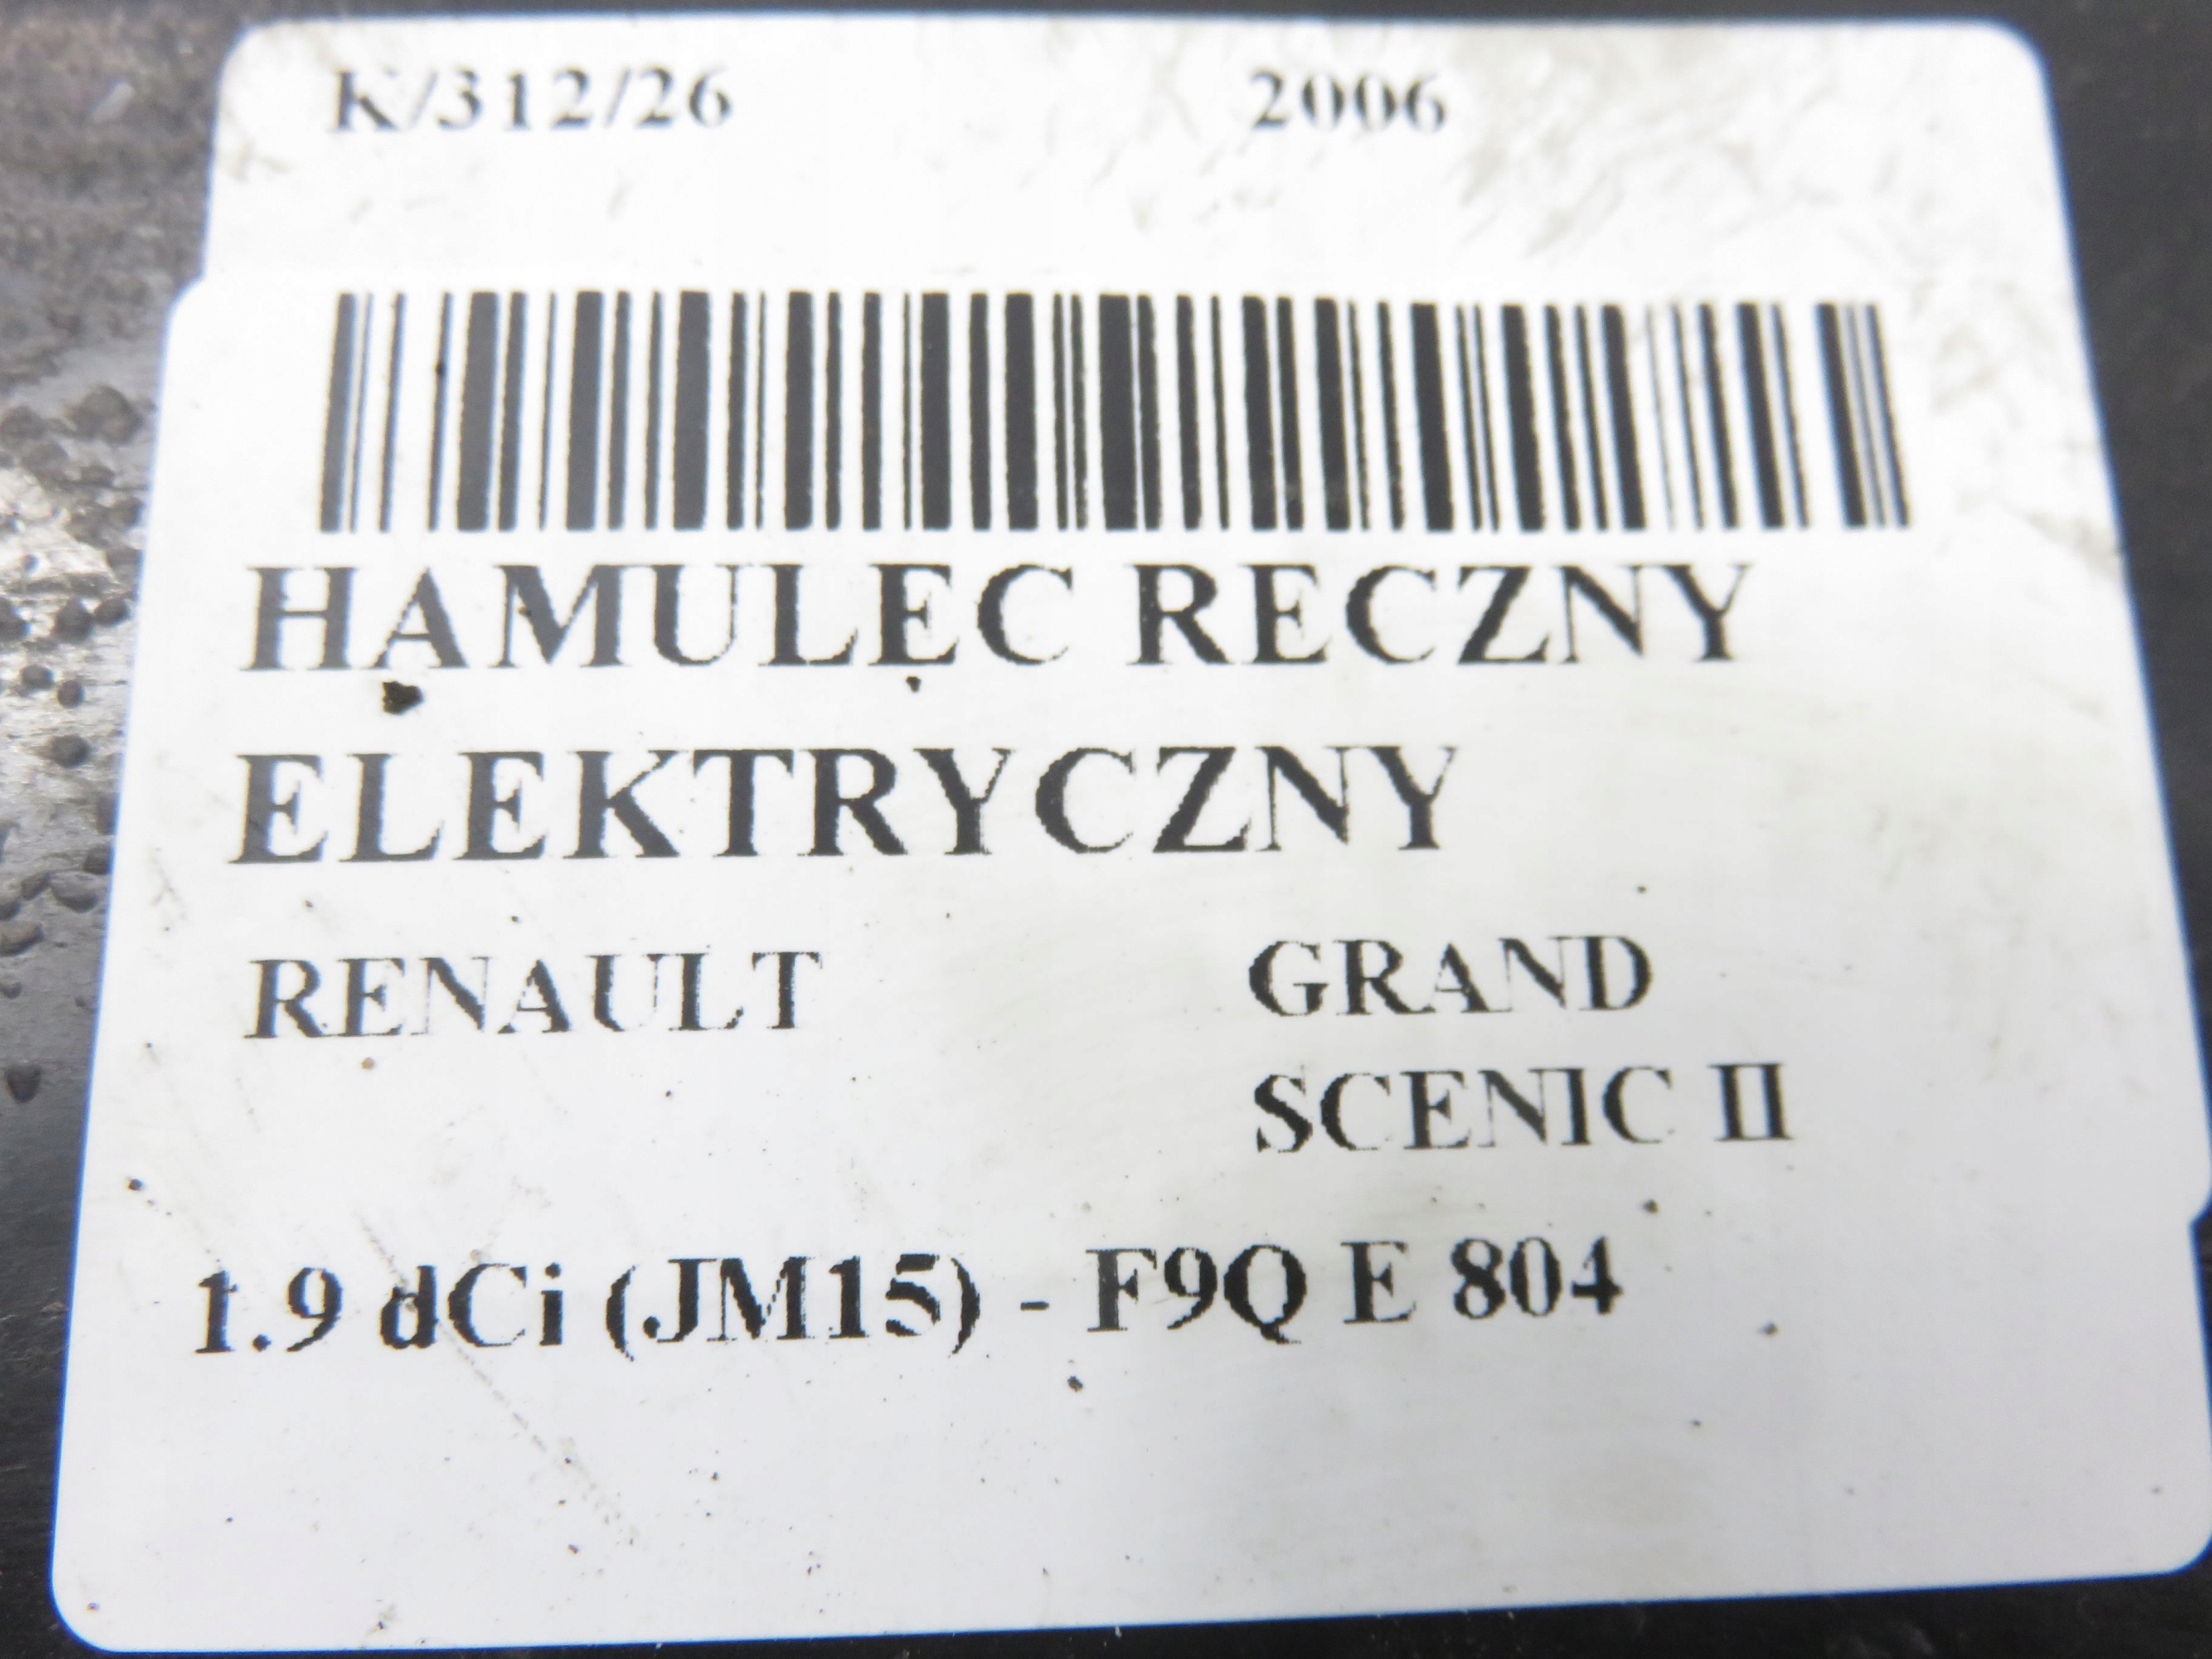 K/312/26 2006
HAMULEC RECZNY
ELEKTRYCZNY
RENAULT GRAND
SCENIC II
1.9 dCi (JM15) - F9Q E 804